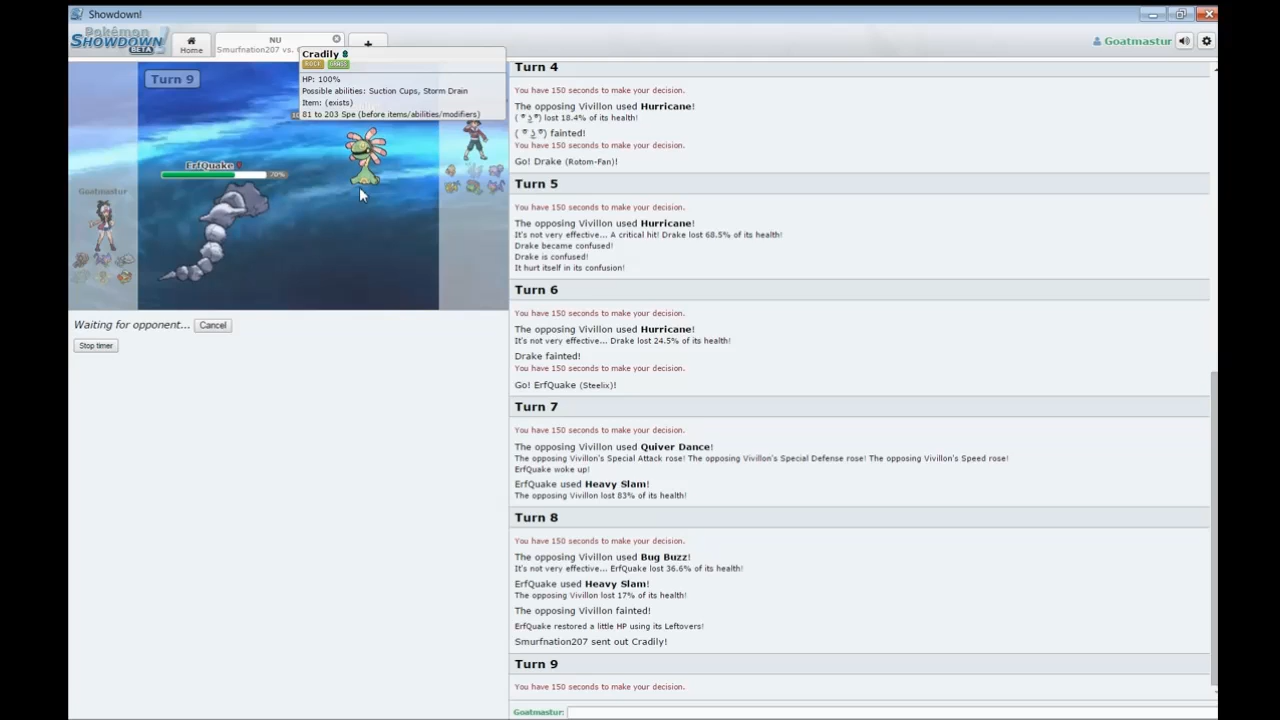 Showdown!
Pokémon
SHOWDOWN
BETA
Home
NU
Smurfnation207 vs.
+
Goatmastur
Cradily
ROCK GRASS
HP: 100%
Possible abilities: Suction Cups, Storm Drain
Item: (exists)
81 to 203 Spe (before items/abilities/modifiers)
Turn 9
ErfQuake
70%
Goatmastur
Waiting for opponent... Cancel
Stop timer
Turn 4
You have 150 seconds to make your decision.
The opposing Vivillon used Hurricane!
( ͡° ͜ʖ ͡°) lost 18.4% of its health!
( ͡° ͜ʖ ͡°) fainted!
You have 150 seconds to make your decision.
Go! Drake (Rotom-Fan)!
Turn 5
You have 150 seconds to make your decision.
The opposing Vivillon used Hurricane!
It's not very effective... A critical hit! Drake lost 68.5% of its health!
Drake became confused!
Drake is confused!
It hurt itself in its confusion!
Turn 6
You have 150 seconds to make your decision.
The opposing Vivillon used Hurricane!
It's not very effective... Drake lost 24.5% of its health!
Drake fainted!
You have 150 seconds to make your decision.
Go! ErfQuake (Steelix)!
Turn 7
You have 150 seconds to make your decision.
The opposing Vivillon used Quiver Dance!
The opposing Vivillon's Special Attack rose! The opposing Vivillon's Special Defense rose! The opposing Vivillon's Speed rose!
ErfQuake woke up!
ErfQuake used Heavy Slam!
The opposing Vivillon lost 83% of its health!
Turn 8
You have 150 seconds to make your decision.
The opposing Vivillon used Bug Buzz!
It's not very effective... ErfQuake lost 36.6% of its health!
ErfQuake used Heavy Slam!
The opposing Vivillon lost 17% of its health!
The opposing Vivillon fainted!
ErfQuake restored a little HP using its Leftovers!
Smurfnation207 sent out Cradily!
Turn 9
You have 150 seconds to make your decision.
Goatmastur: